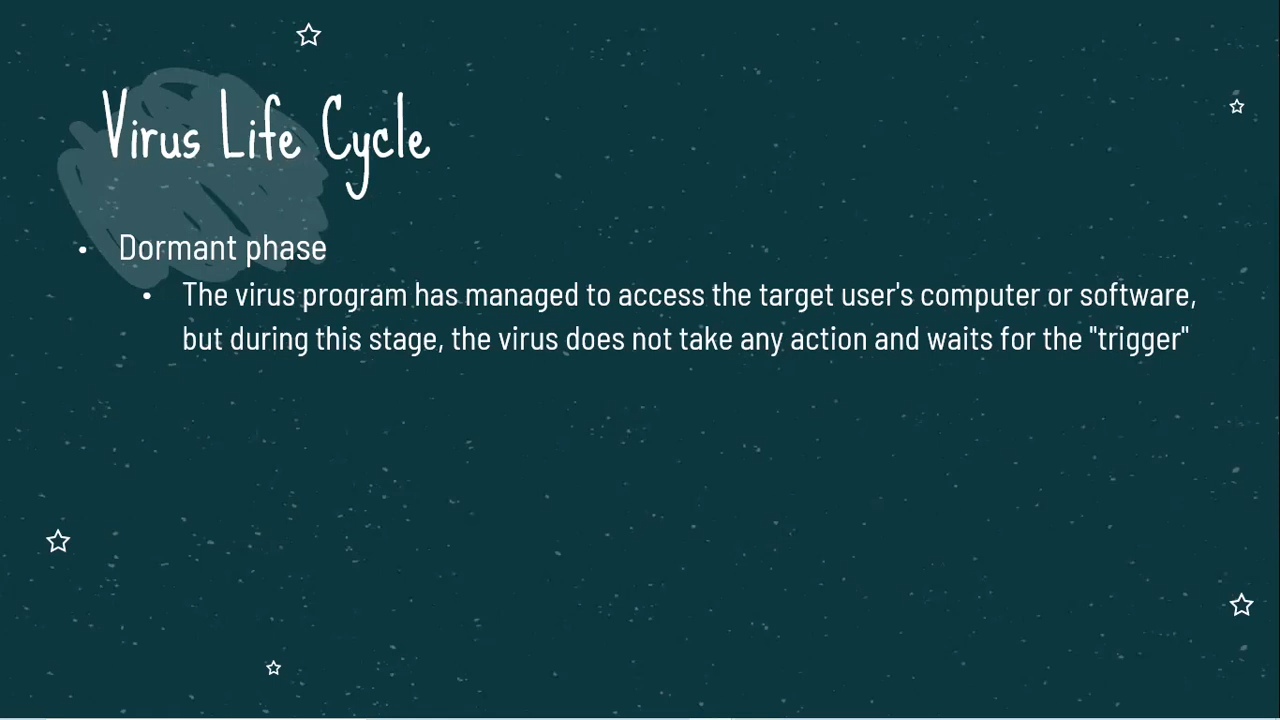 Virus Life Cycle
• Dormant phase
• The virus program has managed to access the target user's computer or software,
but during this stage, the virus does not take any action and waits for the "trigger"